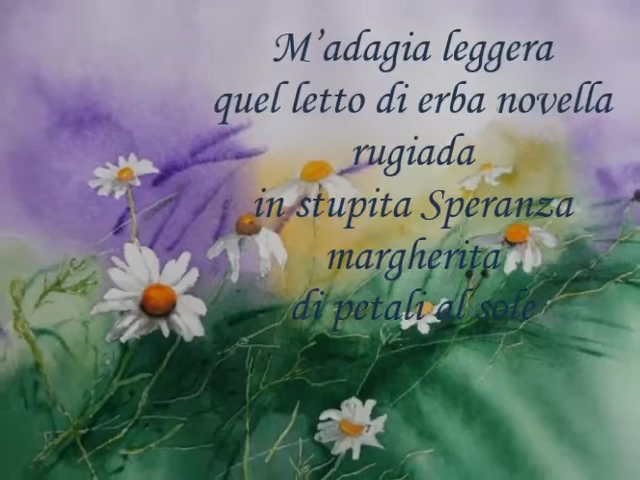 M’adagia leggera
quel letto di erba novella
rugiada
in stupita Speranza
margherita
di petali al sole